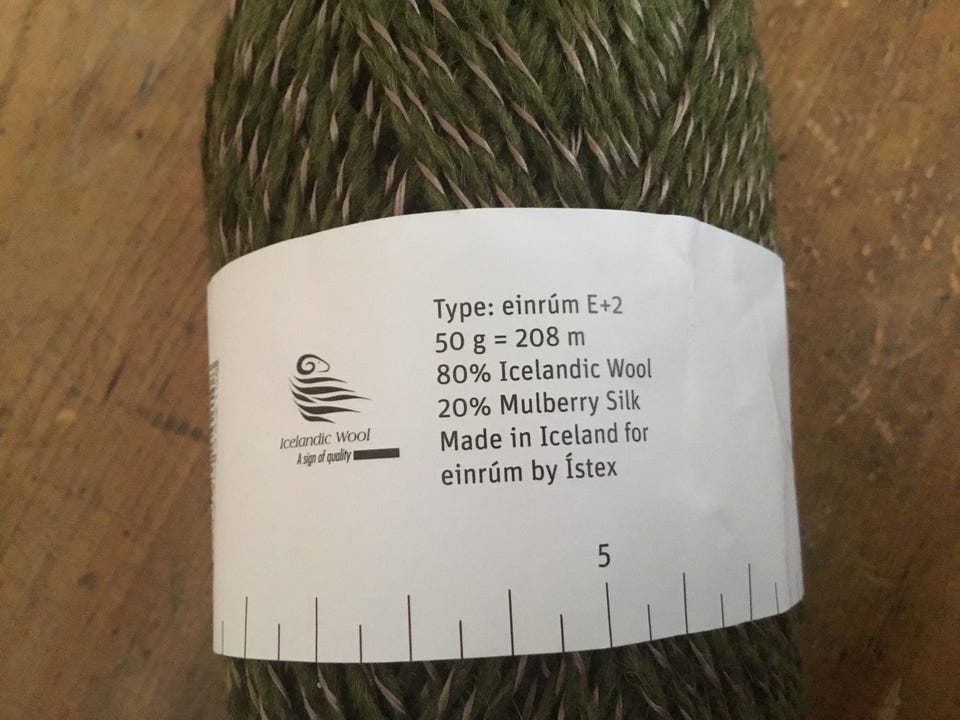 Type: einrúm E+2
50 g = 208 m
80% Icelandic Wool
20% Mulberry Silk
Made in Iceland for
einrúm by Ístex
Icelandic Wool
A sign of quality
5